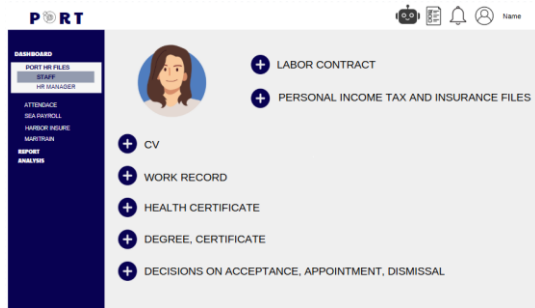 PORT
Name
DASHBOARD
PORT HR FILES
STAFF
HR MANAGER
ATTENDACE
SEA PAYROLL
HARBOR INSURE
MARITRAIN
REPORT
ANALYSIS
LABOR CONTRACT
PERSONAL INCOME TAX AND INSURANCE FILES
CV
WORK RECORD
HEALTH CERTIFICATE
DEGREE, CERTIFICATE
DECISIONS ON ACCEPTANCE, APPOINTMENT, DISMISSAL